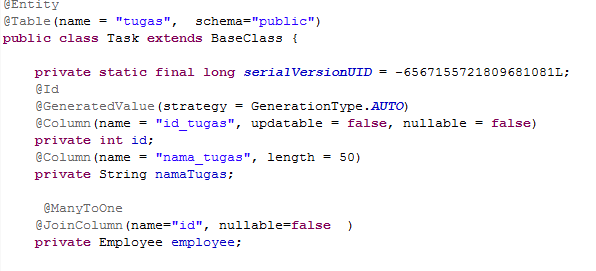 @Entity
@Table(name = "tugas",  schema="public")
public class Task extends BaseClass {
private static final long serialVersionUID = -6567155721809681081L;
@Id
@GeneratedValue(strategy = GenerationType.AUTO)
@Column(name = "id_tugas", updatable = false, nullable = false)
private int id;
@Column(name = "nama_tugas", length = 50)
private String namaTugas;
@ManyToOne
@JoinColumn(name="id", nullable=false  )
private Employee employee;